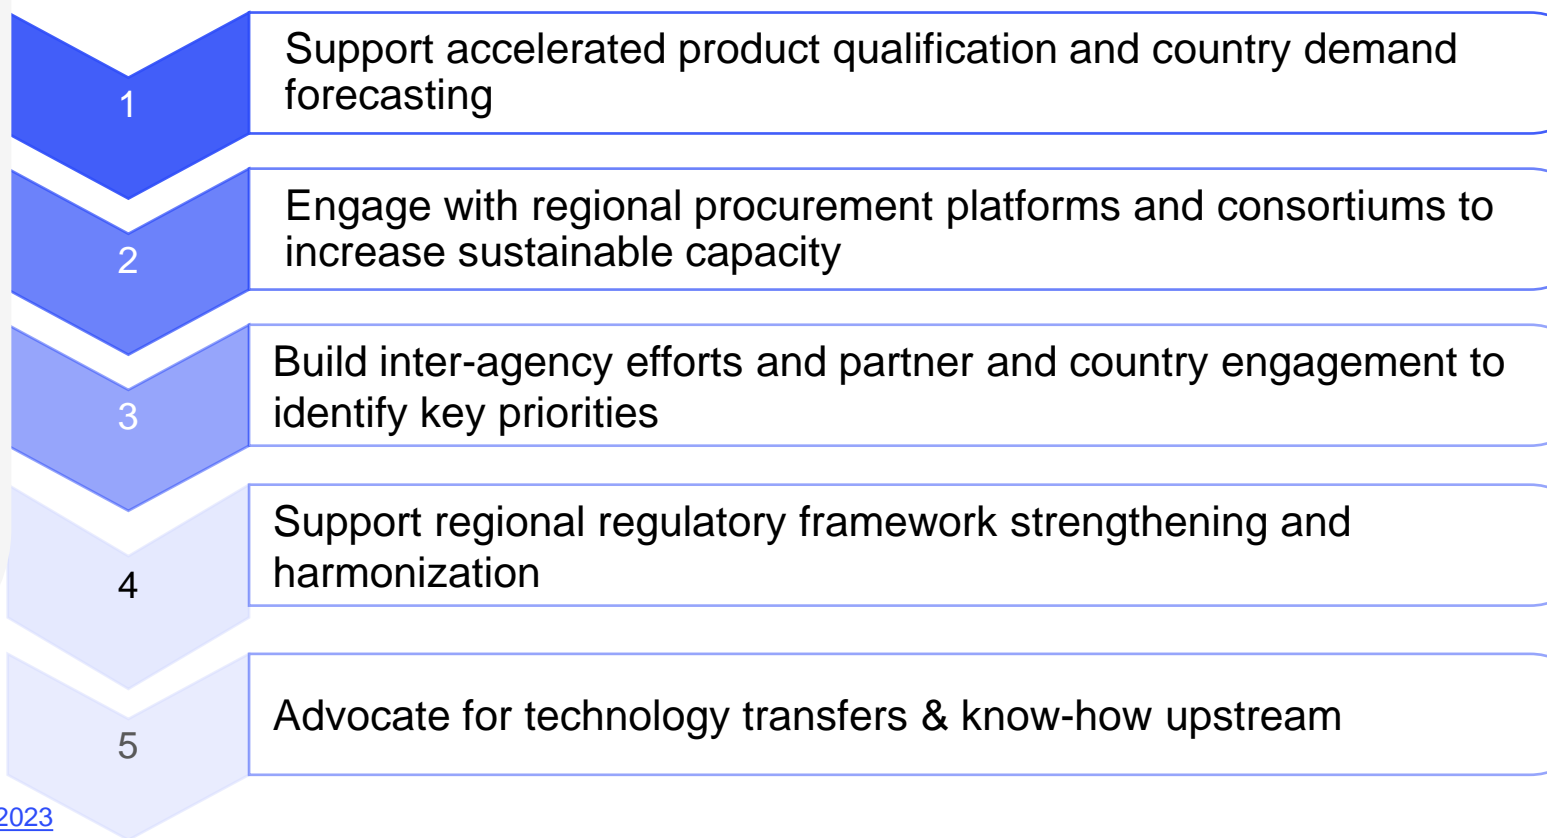 1
Support accelerated product qualification and country demand
forecasting
2
Engage with regional procurement platforms and consortiums to
increase sustainable capacity
3
Build inter-agency efforts and partner and country engagement to
identify key priorities
4
Support regional regulatory framework strengthening and
harmonization
5
Advocate for technology transfers & know-how upstream
2023